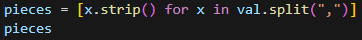 pieces = [x.strip() for x in val.split(",")]
pieces